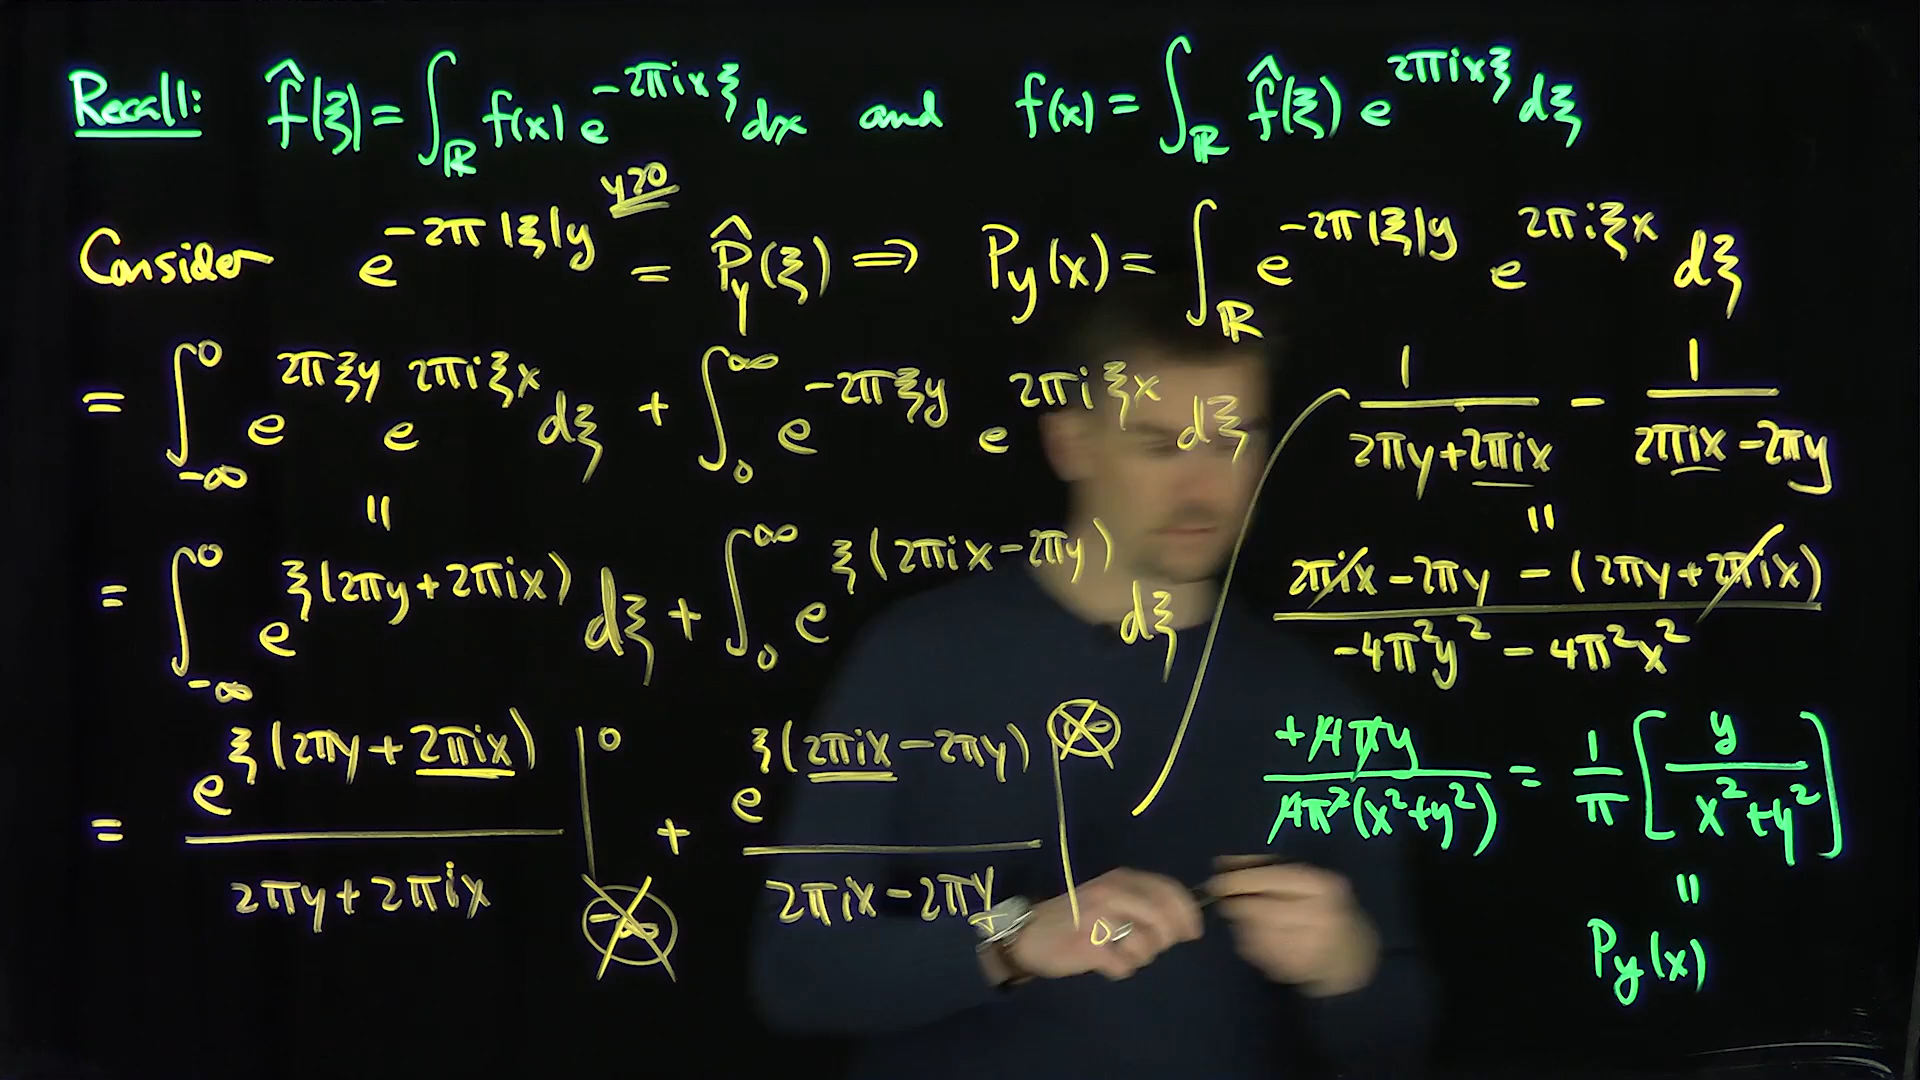 Recall: f̂(ξ) = ∫_ℝ f(x) e^{-2πixξ} dx and f(x) = ∫_ℝ f̂(ξ) e^{2πixξ} dξ
Consider e^{-2π|ξ|y} = P̂_y(ξ) ⟹ P_y(x) = ∫_ℝ e^{-2π|ξ|y} e^{2πiξx} dξ
y>0
= ∫_{-∞}^{0} e^{2πξy} e^{2πiξx} dξ + ∫_{0}^{∞} e^{-2πξy} e^{2πiξx} dξ
=
= ∫_{-∞}^{0} e^{ξ(2πy+2πix)} dξ + ∫_{0}^{∞} e^{ξ(2πix-2πy)} dξ
= e^{ξ(2πy+2πix)} / (2πy+2πix) |_{-∞}^{0} + e^{ξ(2πix-2πy)} / (2πix-2πy) |_{0}^{∞}
1/(2πy+2πix) - 1/(2πix-2πy)
=
(2πix-2πy - (2πy+2πix)) / (-4π²y² - 4π²x²)
+4πy / (4π²(x²+y²)) = 1/π [ y / (x²+y²) ]
=
P_y(x)